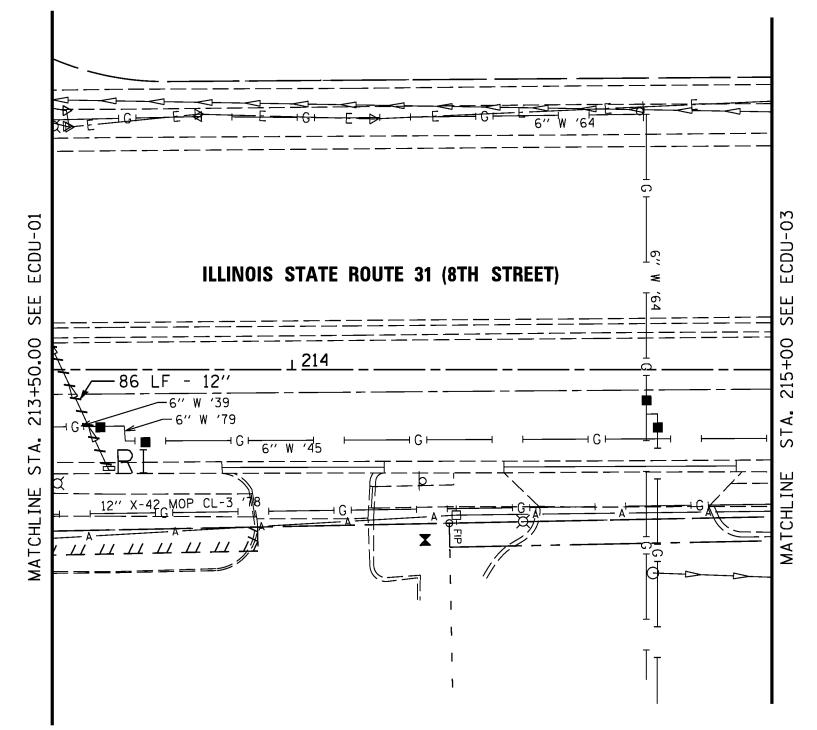 E G E E G E E G E E
6'' W '64
G
6'' W '64
G
MATCHLINE STA. 213+50.00 SEE ECDU-01
MATCHLINE STA. 215+00 SEE ECDU-03
ILLINOIS STATE ROUTE 31 (8TH STREET)
214
86 LF - 12''
6'' W '39
6'' W '79
G
G G G
6'' W '45
RI
12'' X-42 MOP CL-3 '78
G G G G
A A A A A A
FIP
G
G